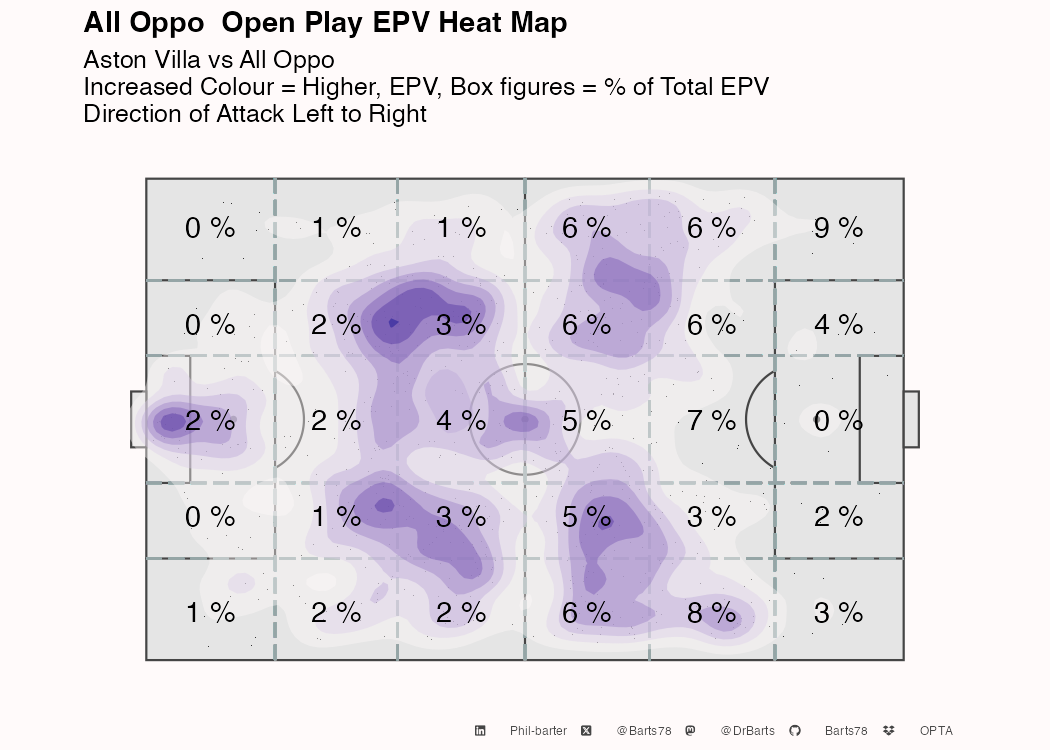 All Oppo  Open Play EPV Heat Map
Aston Villa vs All Oppo
Increased Colour = Higher, EPV, Box figures = % of Total EPV
Direction of Attack Left to Right
0 % 1 % 1 % 6 % 6 % 9 %
0 % 2 % 3 % 6 % 6 % 4 %
2 % 2 % 4 % 5 % 7 % 0 %
0 % 1 % 3 % 5 % 3 % 2 %
1 % 2 % 2 % 6 % 8 % 3 %
Phil-barter @Barts78 @DrBarts Barts78 OPTA